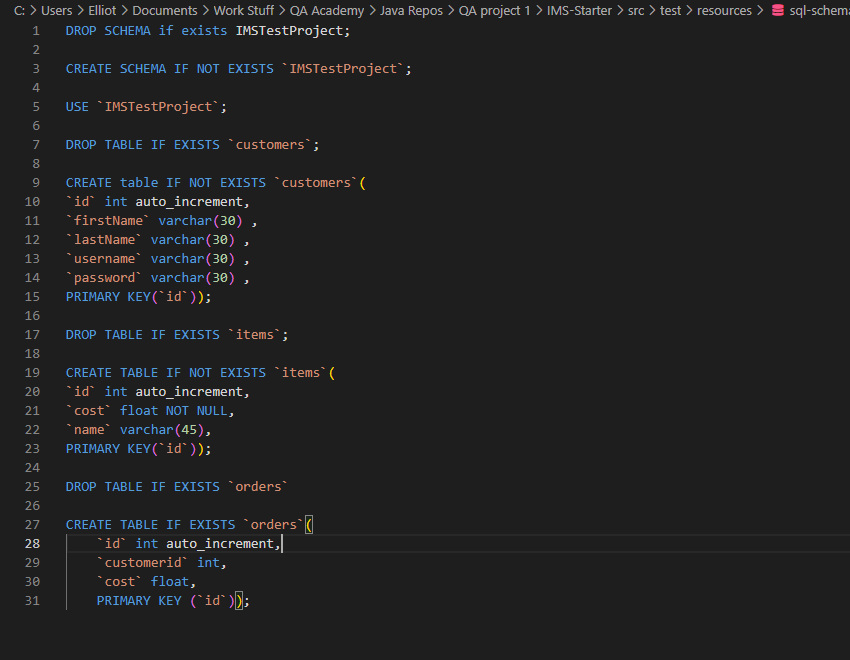 C: > Users > Elliot > Documents > Work Stuff > QA Academy > Java Repos > QA project 1 > IMS-Starter > src > test > resources > sql-schema
1 DROP SCHEMA if exists IMSTestProject;
2
3 CREATE SCHEMA IF NOT EXISTS `IMSTestProject`;
4
5 USE `IMSTestProject`;
6
7 DROP TABLE IF EXISTS `customers`;
8
9 CREATE table IF NOT EXISTS `customers`(
10 `id` int auto_increment,
11 `firstName` varchar(30) ,
12 `lastName` varchar(30) ,
13 `username` varchar(30) ,
14 `password` varchar(30) ,
15 PRIMARY KEY(`id`));
16
17 DROP TABLE IF EXISTS `items`;
18
19 CREATE TABLE IF NOT EXISTS `items`(
20 `id` int auto_increment,
21 `cost` float NOT NULL,
22 `name` varchar(45),
23 PRIMARY KEY(`id`));
24
25 DROP TABLE IF EXISTS `orders`
26
27 CREATE TABLE IF EXISTS `orders`(
28 `id` int auto_increment,
29 `customerid` int,
30 `cost` float,
31 PRIMARY KEY (`id`));